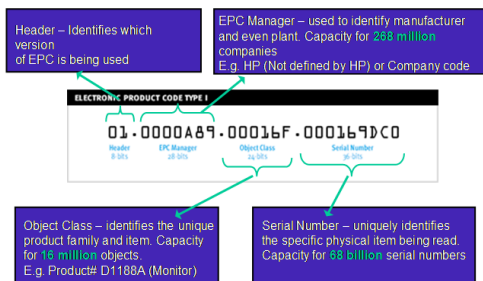 Header – Identifies which
version
of EPC is being used
EPC Manager – used to identify manufacturer
and even plant. Capacity for 268 million
companies
E.g. HP (Not defined by HP) or Company code
ELECTRONIC PRODUCT CODE TYPE I
01.0000A89.00016F.000169DC0
Header EPC Manager Object Class Serial Number
8-bits 28-bits 24-bits 36-bits
Object Class – identifies the unique
product family and item. Capacity
for 16 million objects.
E.g. Product# D1188A (Monitor)
Serial Number – uniquely identifies
the specific physical item being read.
Capacity for 68 billion serial numbers